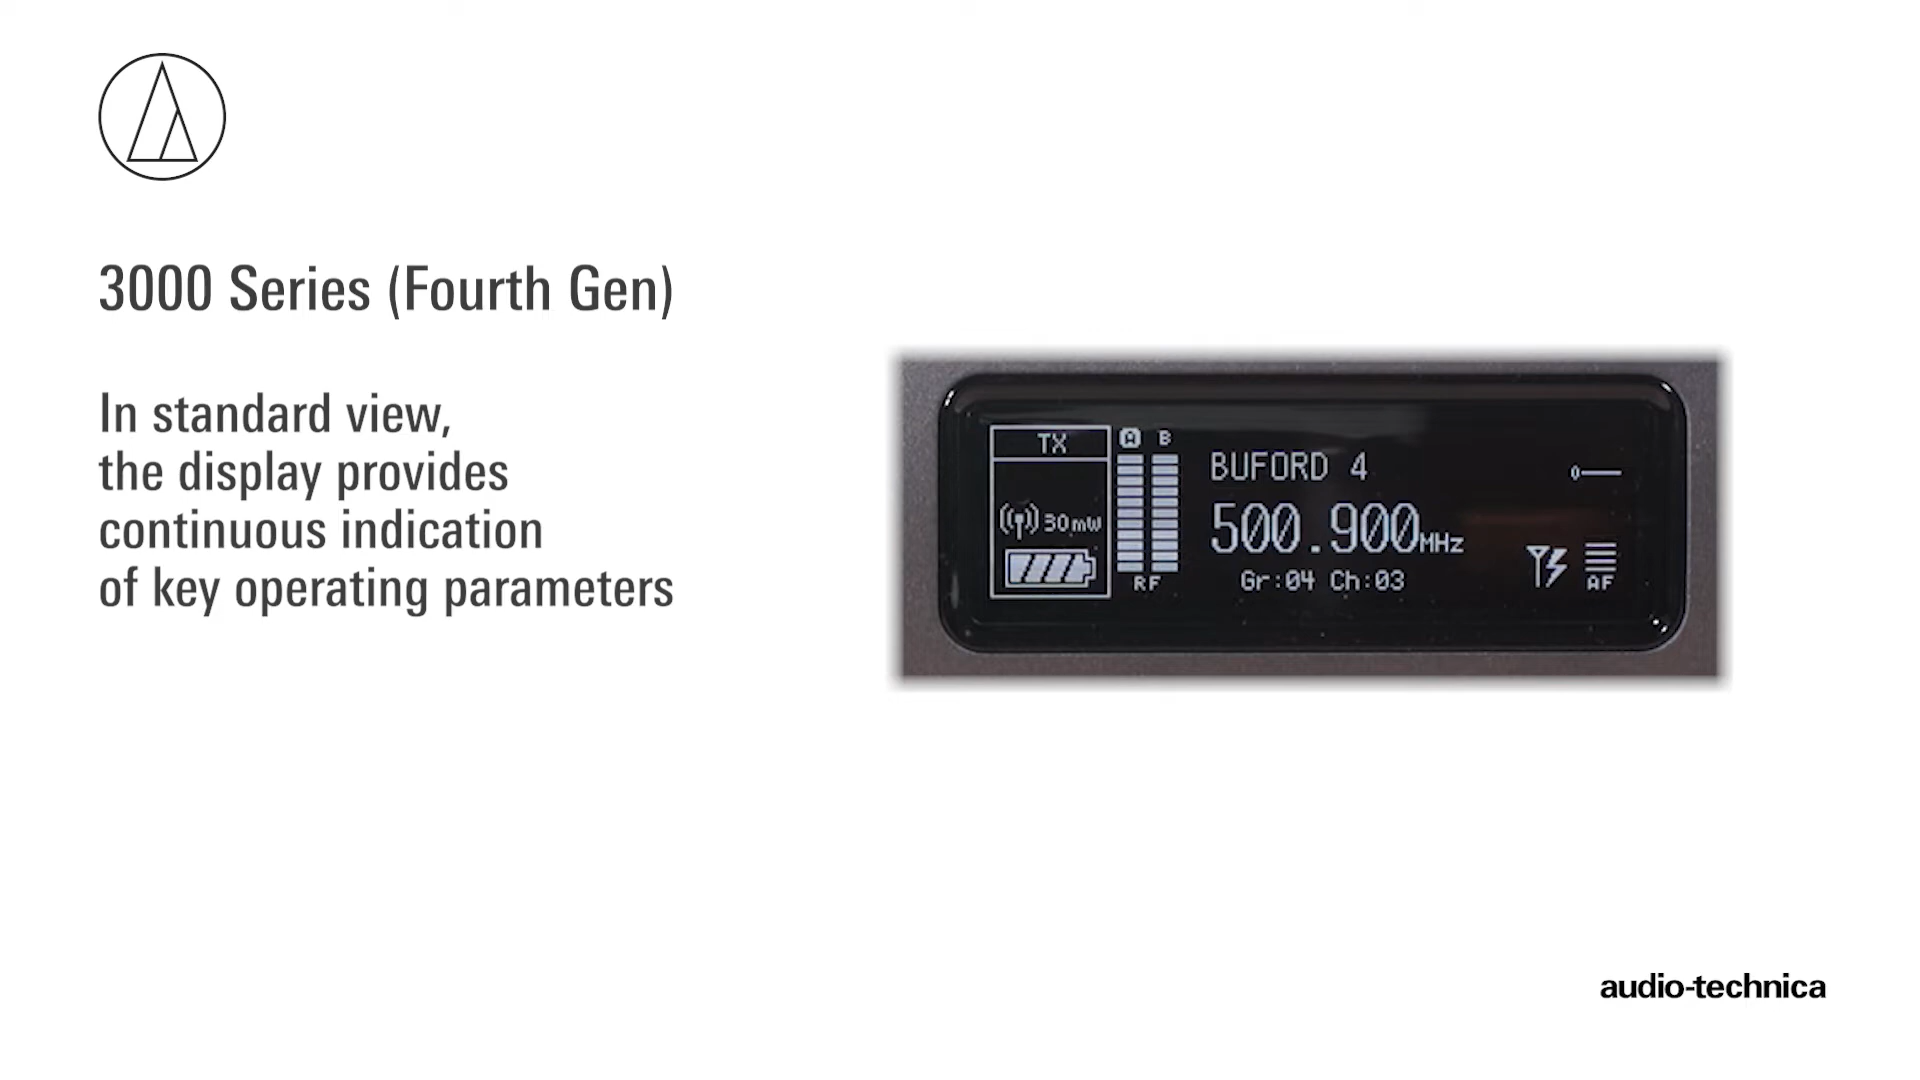 3000 Series (Fourth Gen)
In standard view,
the display provides
continuous indication
of key operating parameters
TX
A B
30mW
RF
BUFORD 4
500.900MHz
Gr:04 Ch:03
0
AF
audio-technica